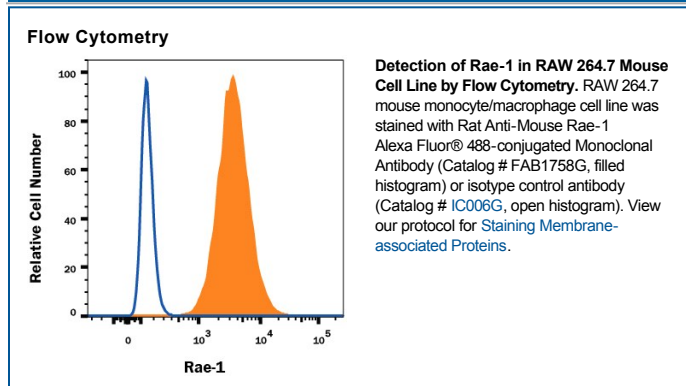 Flow Cytometry
100
80
60
40
20
0
Relative Cell Number
0
10^3
10^4
10^5
Rae-1
Detection of Rae-1 in RAW 264.7 Mouse
Cell Line by Flow Cytometry. RAW 264.7
mouse monocyte/macrophage cell line was
stained with Rat Anti-Mouse Rae-1
Alexa Fluor® 488-conjugated Monoclonal
Antibody (Catalog # FAB1758G, filled
histogram) or isotype control antibody
(Catalog # IC006G, open histogram). View
our protocol for Staining Membrane-
associated Proteins.